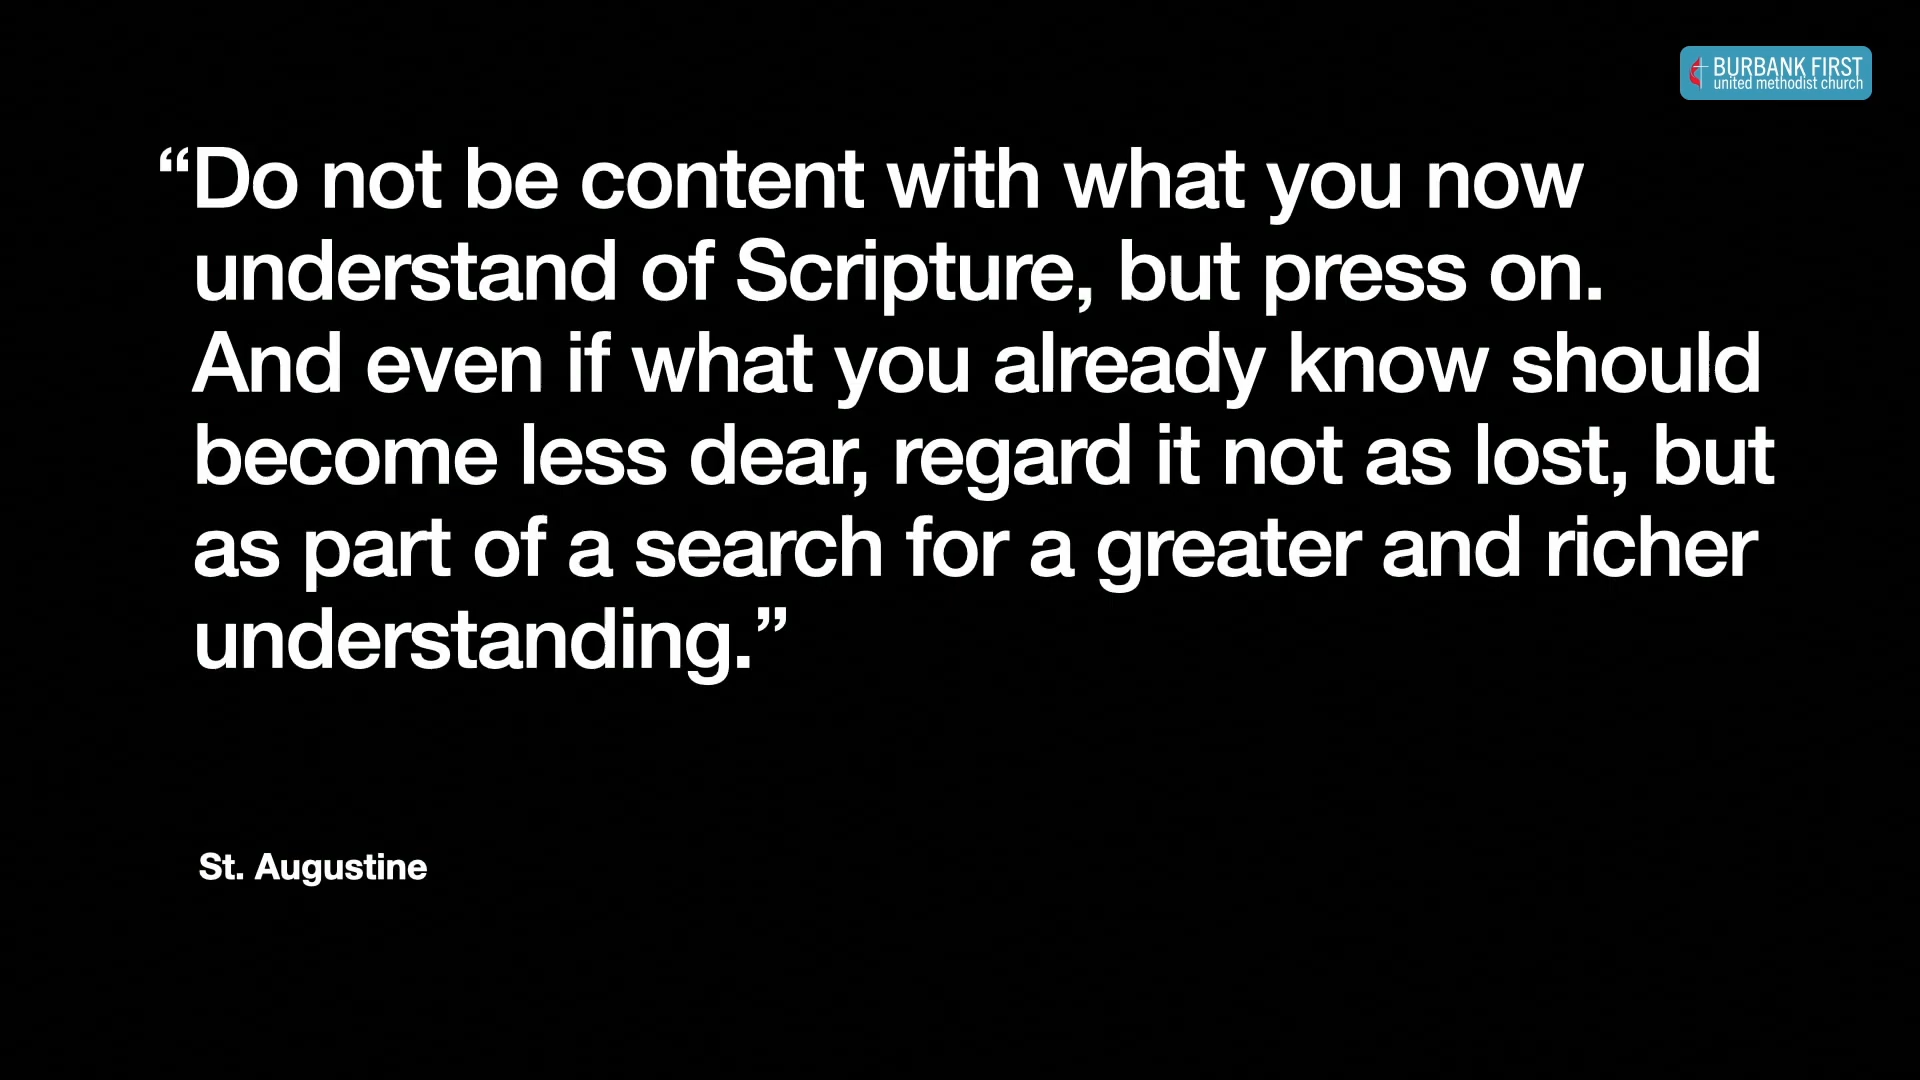 BURBANK FIRST
united methodist church
“Do not be content with what you now
understand of Scripture, but press on.
And even if what you already know should
become less dear, regard it not as lost, but
as part of a search for a greater and richer
understanding.”
St. Augustine